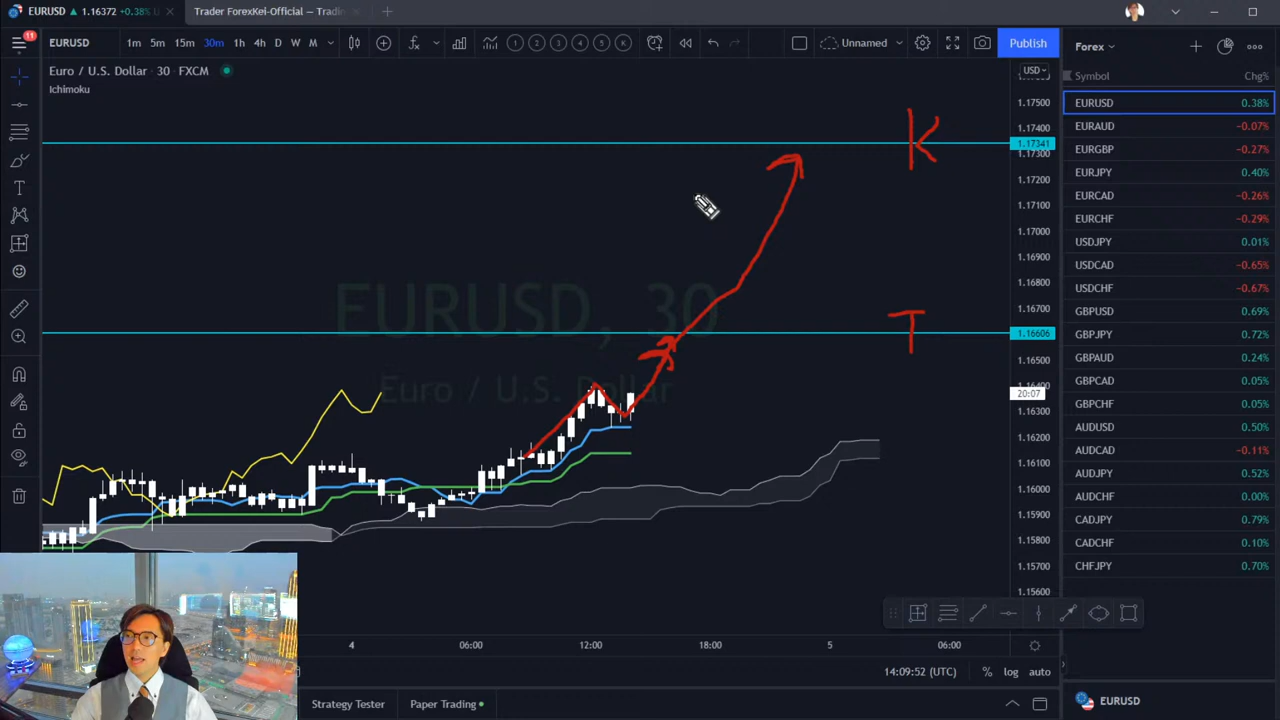 EURUSD ▲ 1.16372 +0.38%
Trader ForexKei-Official — Tradin
11
EURUSD 1m 5m 15m 30m 1h 4h D W M 1 2 3 4 5 K Unnamed Publish
Forex
Euro / U.S. Dollar · 30 · FXCM
USD
Ichimoku
Symbol Chg%
EURUSD 0.38%
EURAUD −0.07%
EURGBP −0.27%
EURJPY 0.40%
EURCAD −0.26%
EURCHF −0.29%
USDJPY 0.01%
USDCAD −0.65%
USDCHF −0.67%
GBPUSD 0.69%
GBPJPY 0.72%
GBPAUD 0.24%
GBPCAD 0.05%
GBPCHF 0.05%
AUDUSD 0.50%
AUDCAD −0.11%
AUDJPY 0.52%
AUDCHF 0.00%
CADJPY 0.79%
CADCHF 0.10%
CHFJPY 0.70%
1.17500
1.17400
1.17341
1.17300
1.17200
1.17100
1.17000
1.16900
1.16800
1.16700
1.16606
1.16500
1.16400
20:07
1.16300
1.16200
1.16100
1.16000
1.15900
1.15800
1.15700
1.15600
K
T
EURUSD, 30
Euro / U.S. Dollar
4 06:00 12:00 18:00 5 06:00
14:09:52 (UTC) % log auto
Strategy Tester Paper Trading
EURUSD